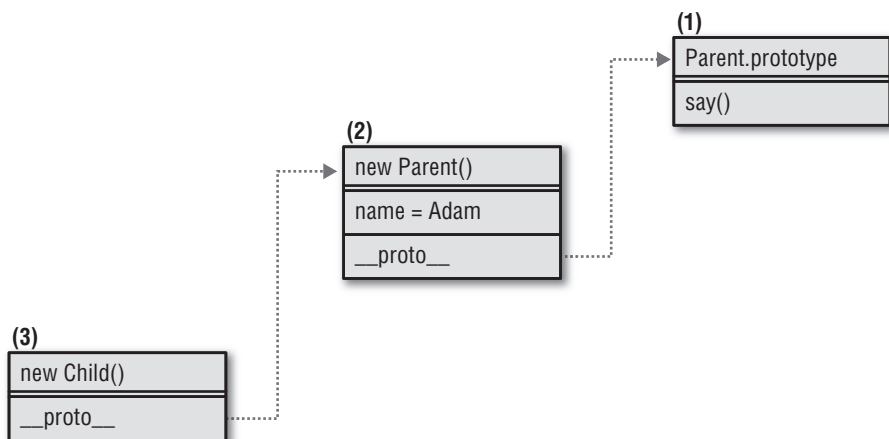 (1)
Parent.prototype
say()
(2)
new Parent()
name = Adam
__proto__
(3)
new Child()
__proto__